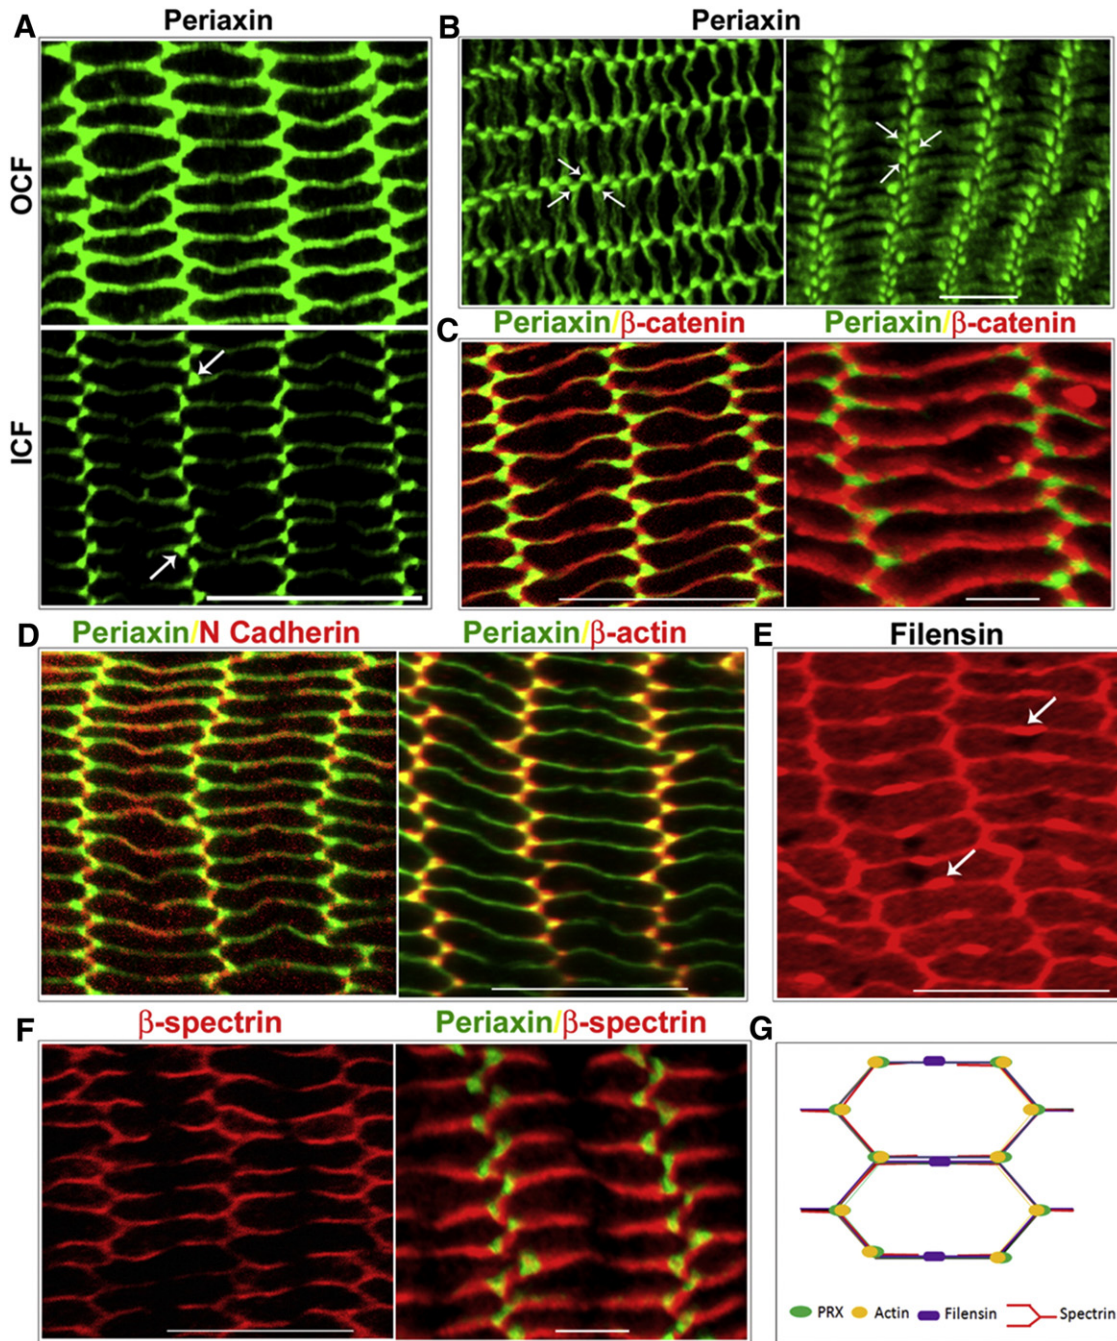 A
Periaxin
B
Periaxin
OCF
ICF
C
Periaxin/β-catenin
Periaxin/β-catenin
D
Periaxin/N Cadherin
Periaxin/β-actin
E
Filensin
F
β-spectrin
Periaxin/β-spectrin
G
PRX Actin Filensin Spectrin